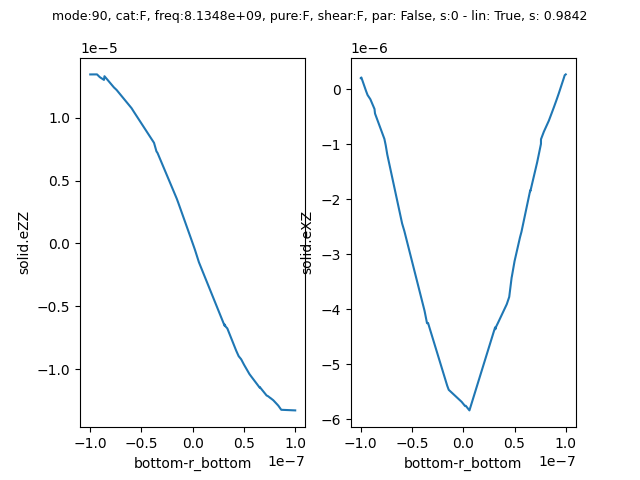 mode:90, cat:F, freq:8.1348e+09, pure:F, shear:F, par: False, s:0 - lin: True, s: 0.9842
1e−5
1.0
0.5
0.0
−0.5
−1.0
solid.eZZ
−1.0 −0.5 0.0 0.5 1.0
bottom-r_bottom 1e−7
1e−6
0
−1
−2
−3
−4
−5
−6
solid.eXZ
−1.0 −0.5 0.0 0.5 1.0
bottom-r_bottom 1e−7